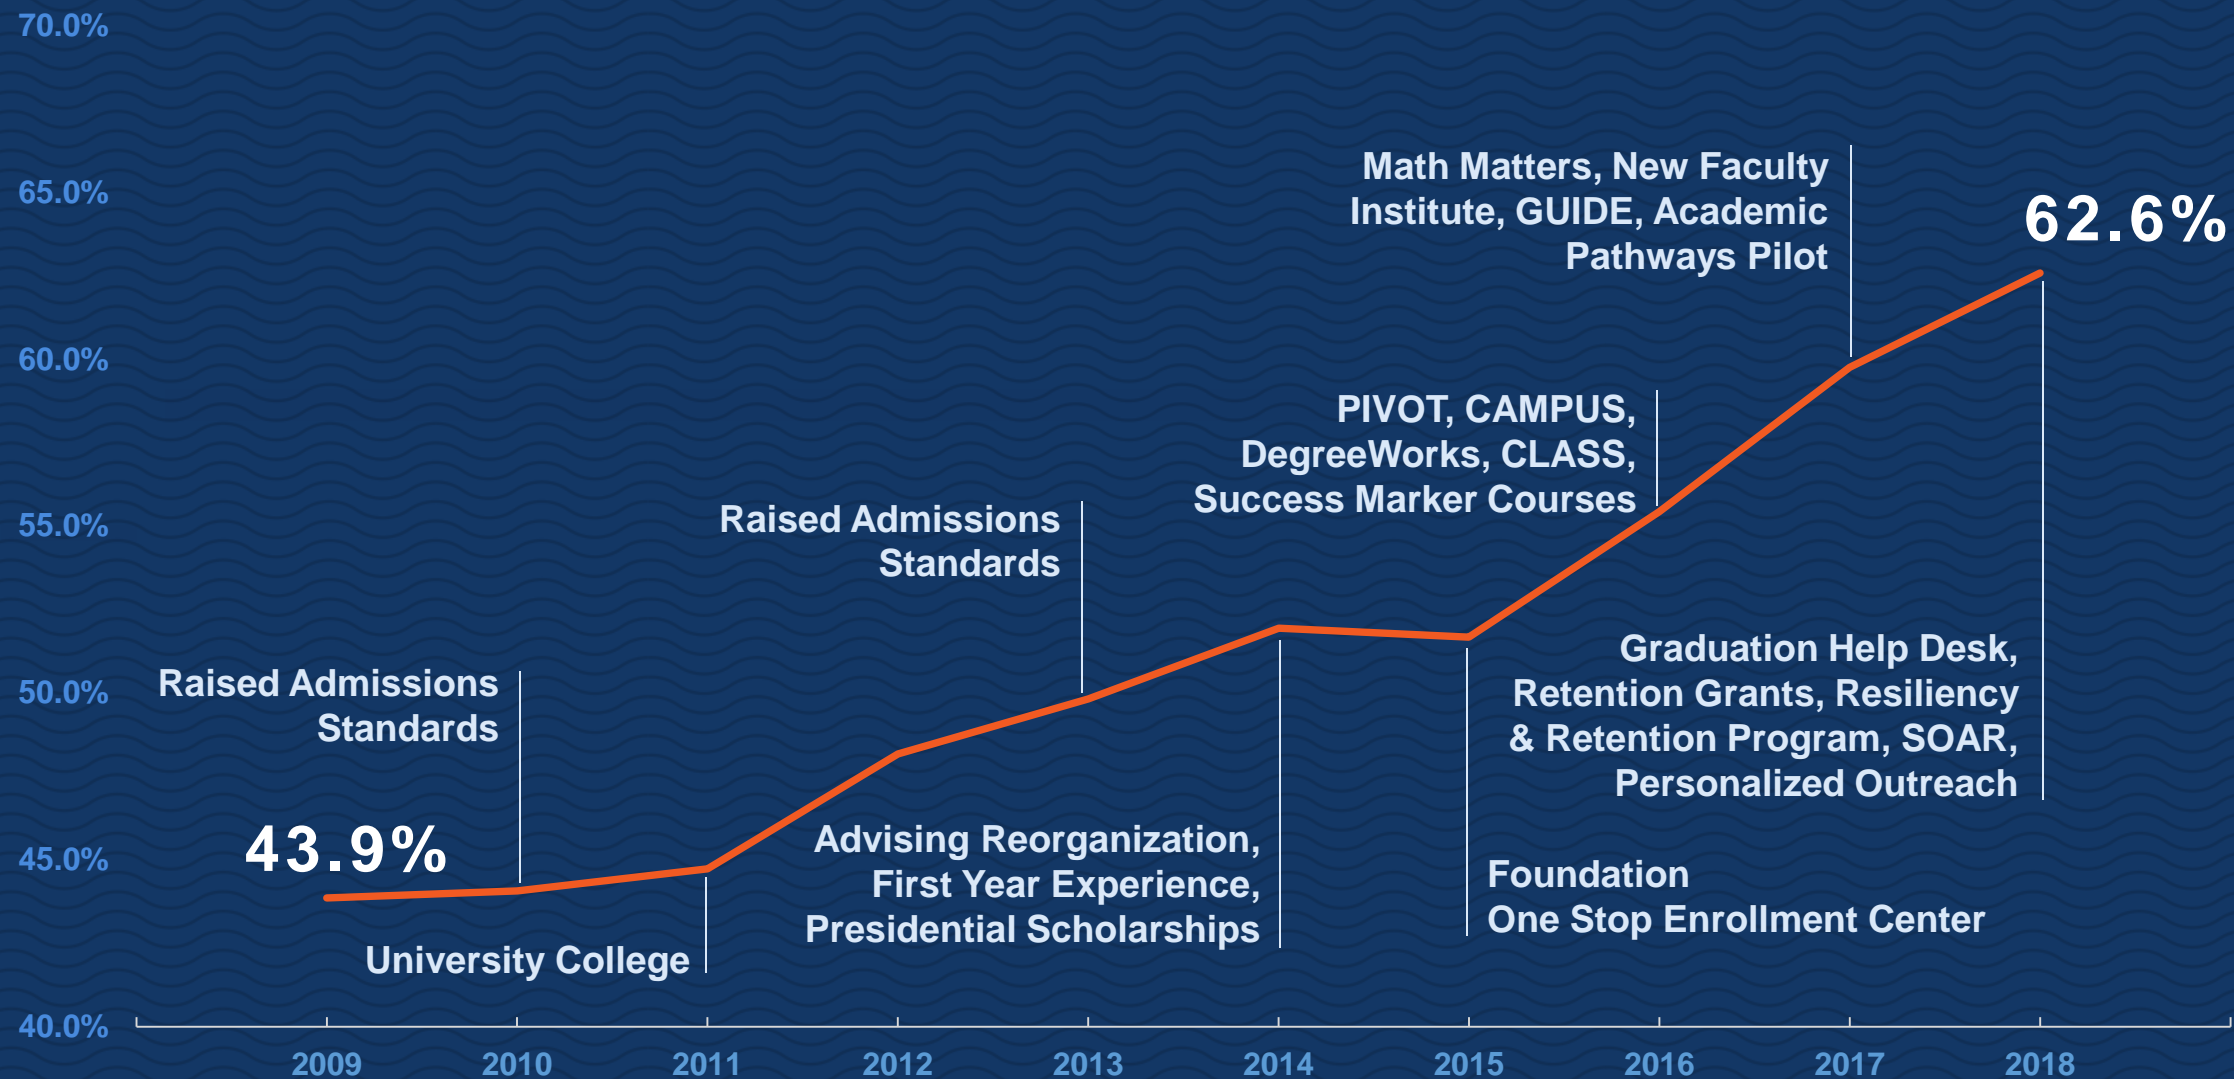 70.0%
65.0%
60.0%
55.0%
50.0%
45.0%
40.0%
43.9%
Raised Admissions
Standards
University College
Raised Admissions
Standards
Advising Reorganization,
First Year Experience,
Presidential Scholarships
Foundation
One Stop Enrollment Center
PIVOT, CAMPUS,
DegreeWorks, CLASS,
Success Marker Courses
Math Matters, New Faculty
Institute, GUIDE, Academic
Pathways Pilot
62.6%
Graduation Help Desk,
Retention Grants, Resiliency
& Retention Program, SOAR,
Personalized Outreach
2009 2010 2011 2012 2013 2014 2015 2016 2017 2018